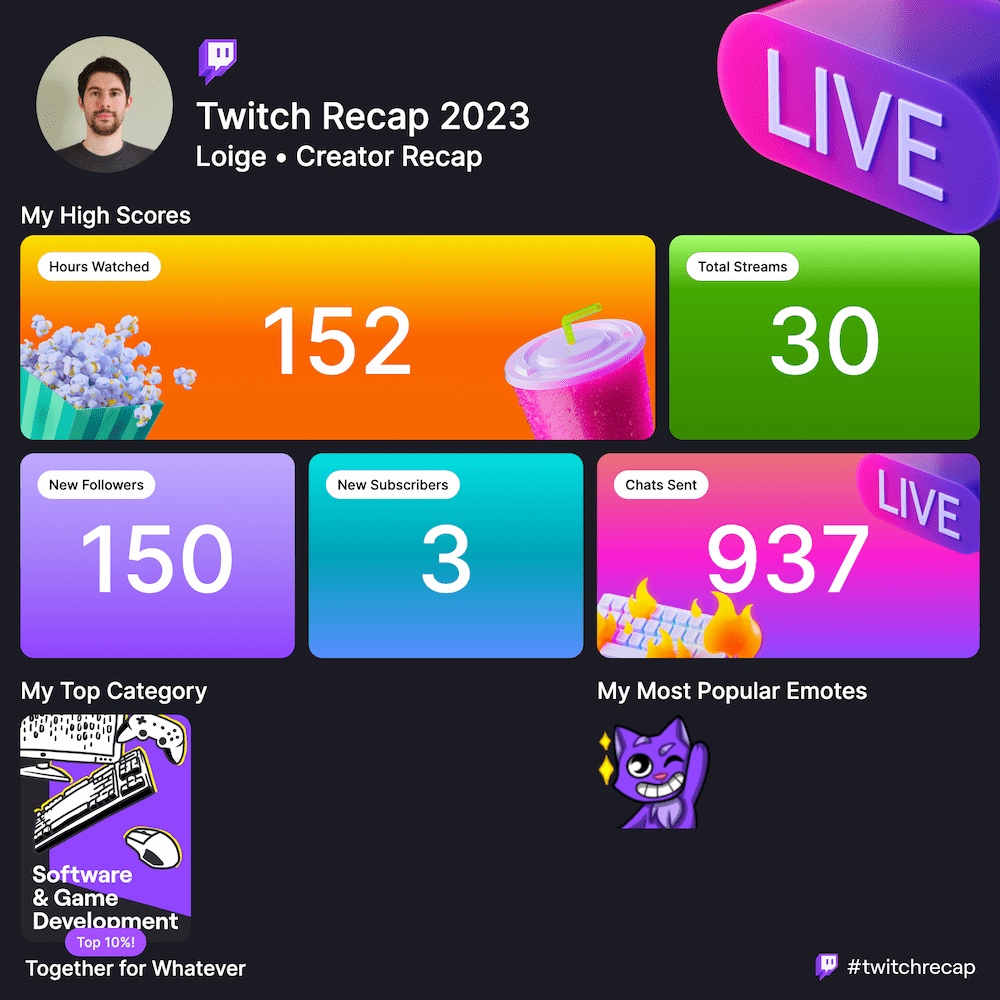 Twitch Recap 2023
Loige • Creator Recap
LIVE
My High Scores
Hours Watched
152
Total Streams
30
New Followers
150
New Subscribers
3
Chats Sent
937
LIVE
My Top Category
Software
& Game
Development
Top 10%!
My Most Popular Emotes
Together for Whatever
#twitchrecap